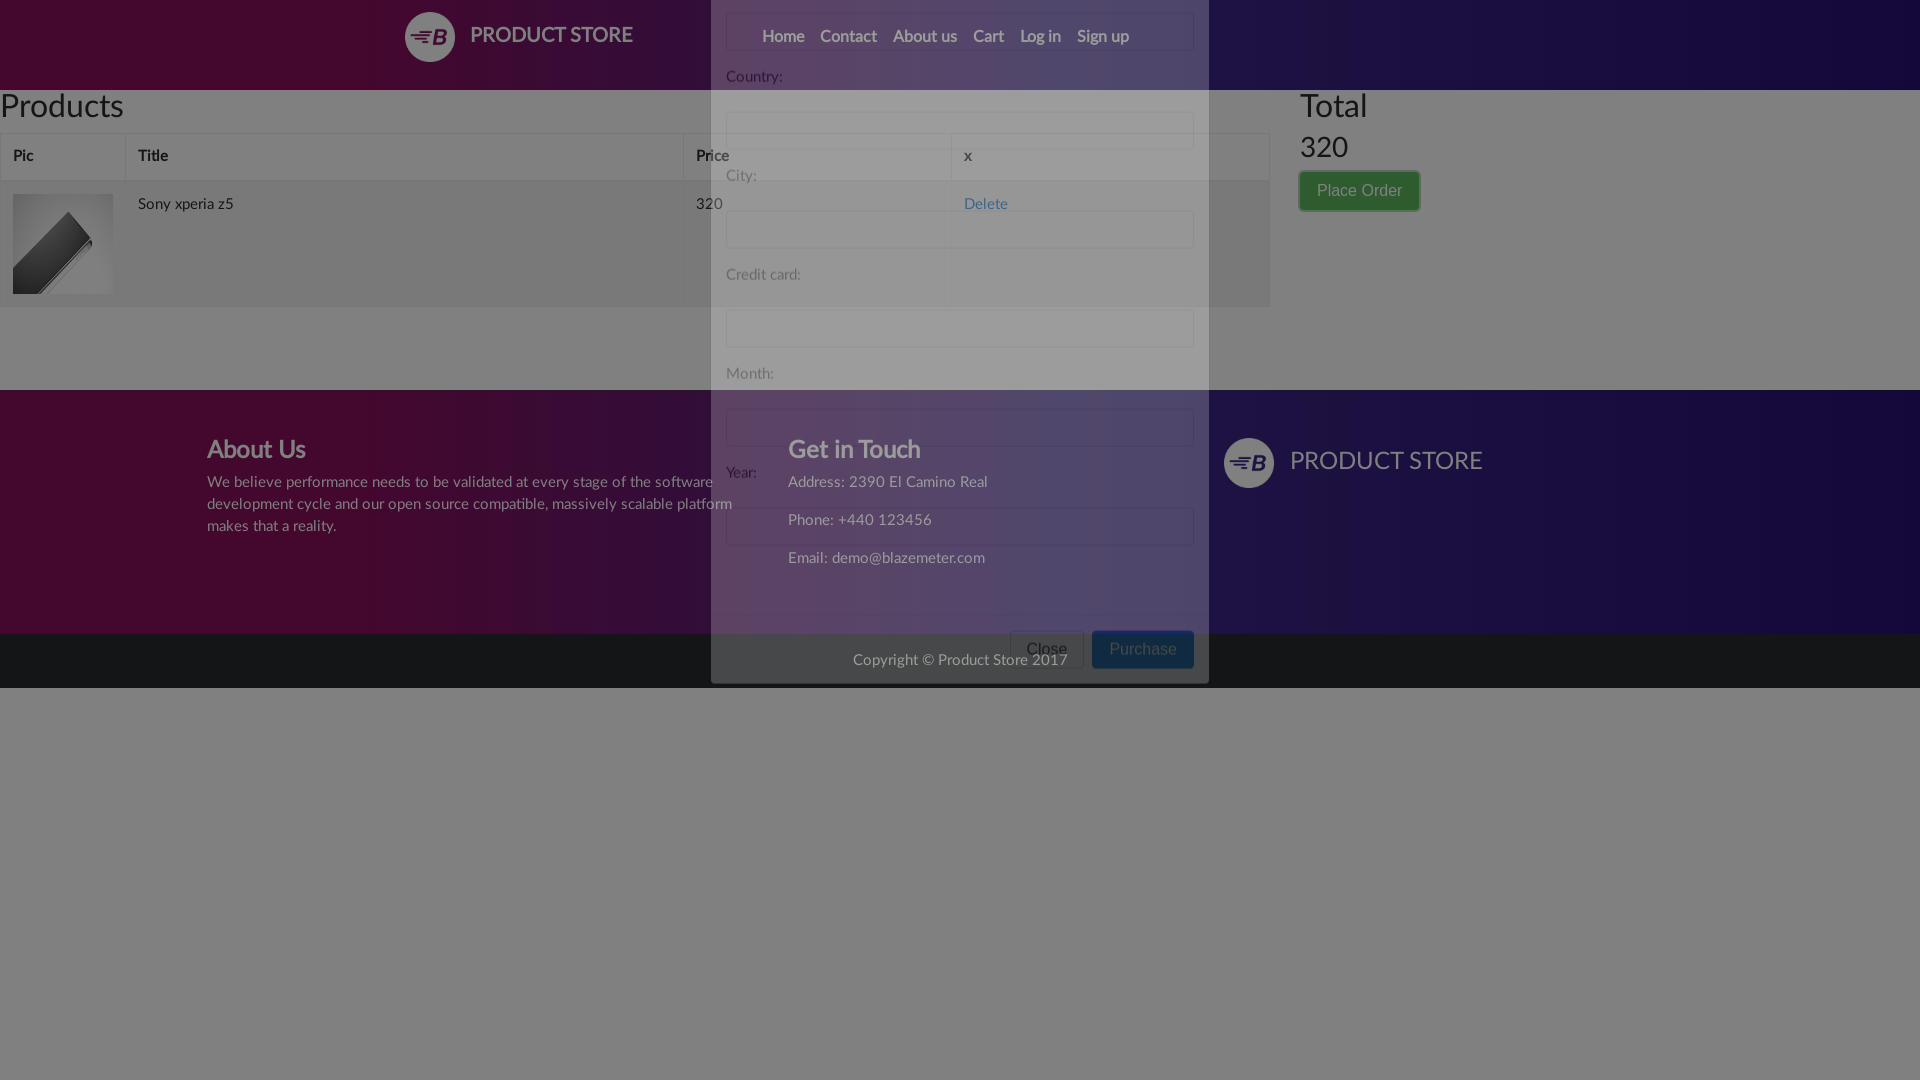 PRODUCT STORE
Home Contact About us Cart Log in Sign up
Country:
Products
Total
Pic Title Price x
320
City:
Place Order
Sony xperia z5 320 Delete
Credit card:
Month:
About Us
We believe performance needs to be validated at every stage of the software
development cycle and our open source compatible, massively scalable platform
makes that a reality.
Get in Touch
Address: 2390 El Camino Real
Phone: +440 123456
Email: demo@blazemeter.com
Year:
B PRODUCT STORE
Close Purchase
Copyright © Product Store 2017